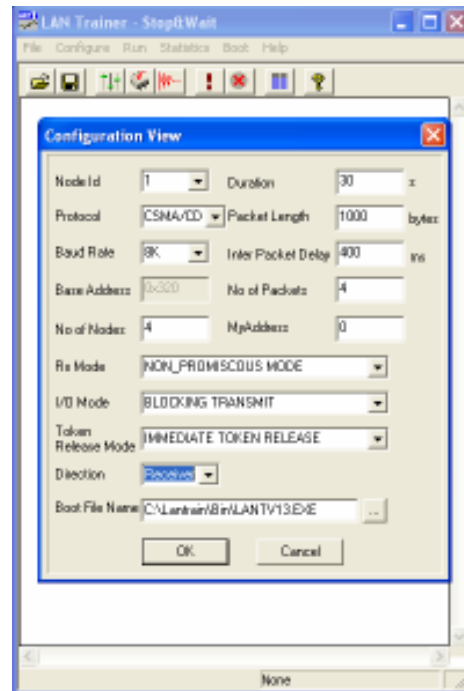 LAN Trainer - Stop&Wait
File Configure Run Statistics Boot Help
Configuration View
Node Id 1 Duration 30 s
Protocol CSMA/CD Packet Length 1000 bytes
Baud Rate 8K Inter Packet Delay 400 ms
Base Address 0x320 No of Packets 4
No of Nodes 4 MyAddress 0
Rx Mode NON_PROMISCOUS MODE
I/O Mode BLOCKING TRANSMIT
Token
Release Mode IMMEDIATE TOKEN RELEASE
Direction Receiver
Boot File Name C:\Lantrain\Bin\LANTV13.EXE ...
OK Cancel
None